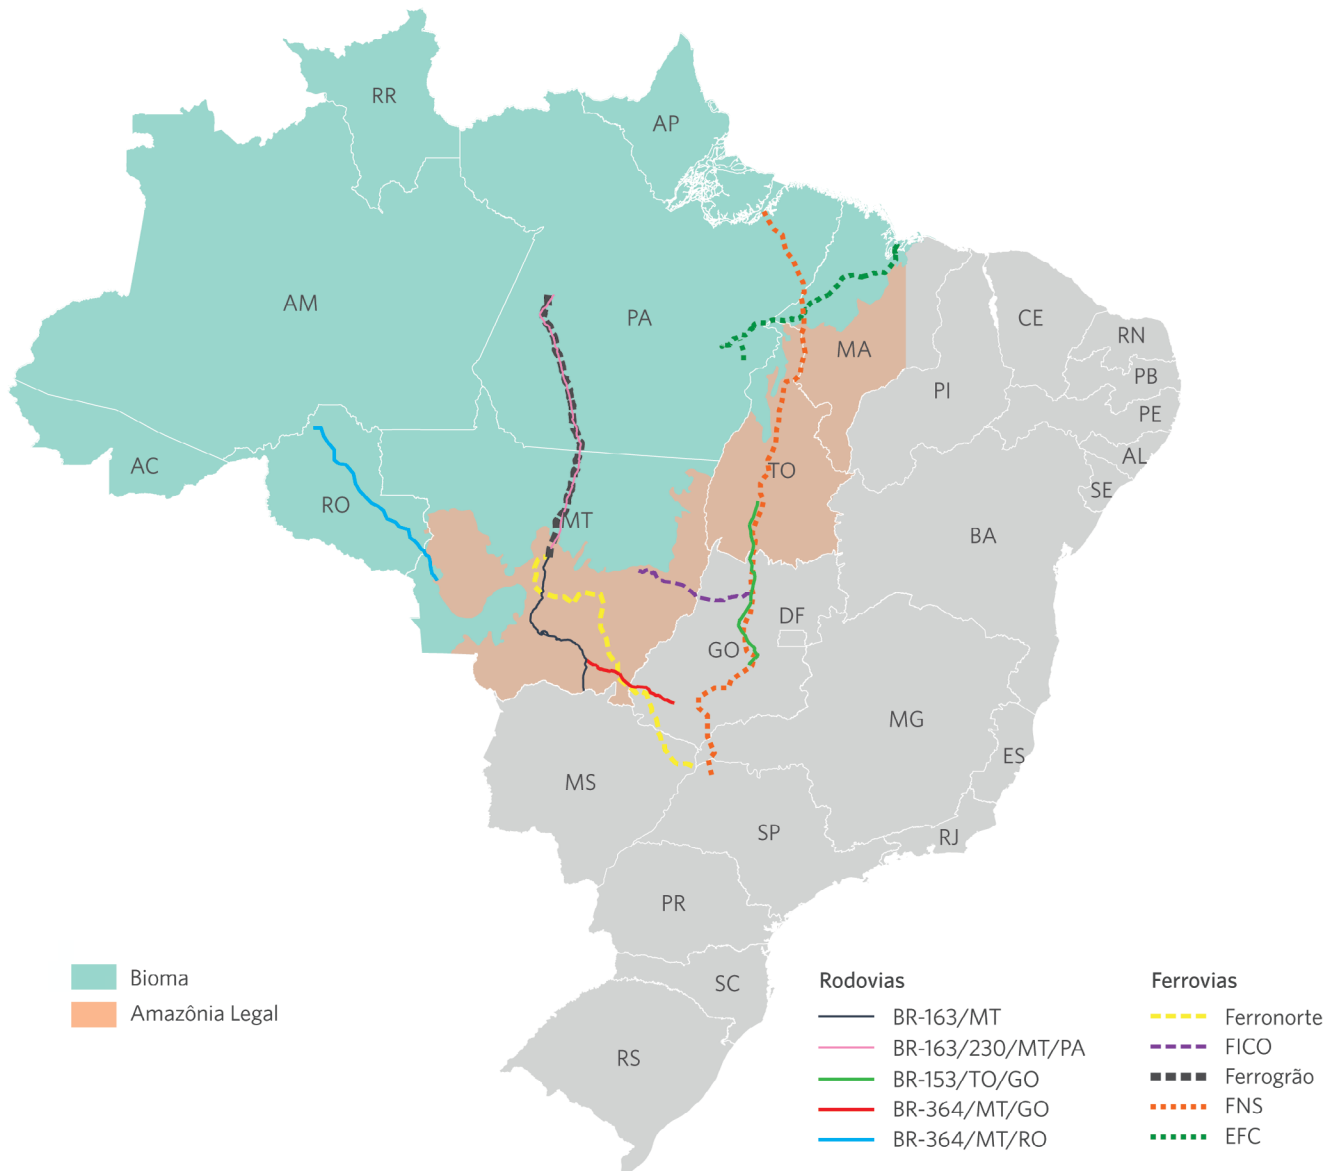 RR
AP
AM
PA
CE
RN
MA
PB
PI
PE
AL
AC
TO
SE
RO
MT
BA
DF
GO
MG
ES
MS
SP
RJ
PR
SC
RS
Bioma
Amazônia Legal
Rodovias
BR-163/MT
BR-163/230/MT/PA
BR-153/TO/GO
BR-364/MT/GO
BR-364/MT/RO
Ferrovias
Ferronorte
FICO
Ferrogrão
FNS
EFC